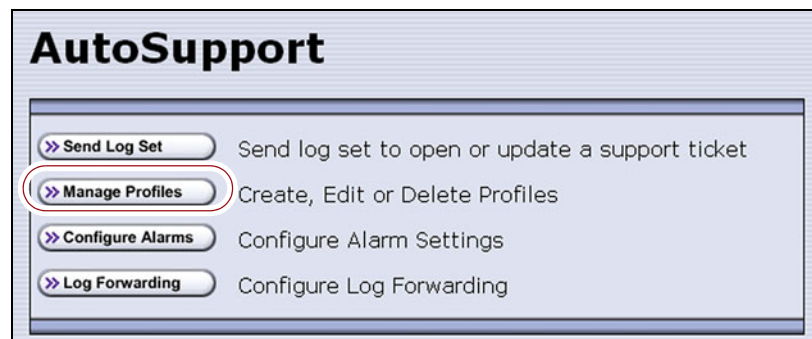 AutoSupport
Send Log Set Send log set to open or update a support ticket
Manage Profiles Create, Edit or Delete Profiles
Configure Alarms Configure Alarm Settings
Log Forwarding Configure Log Forwarding